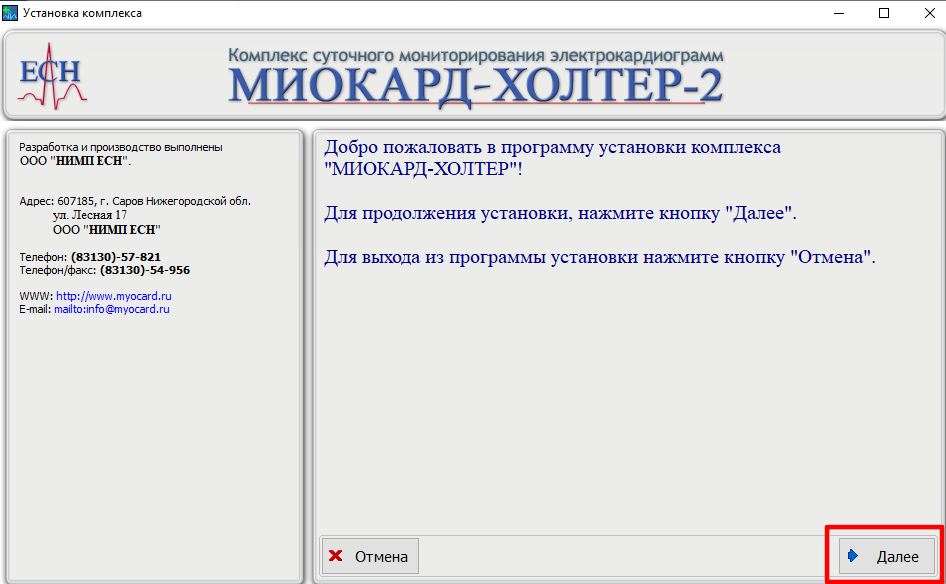 Установка комплекса
ЕСН
Комплекс суточного мониторирования электрокардиограмм
МИОКАРД-ХОЛТЕР-2
Разработка и производство выполнены
ООО "НИМП ЕСН".
Адрес: 607185, г. Саров Нижегородской обл.
ул. Лесная 17
ООО "НИМП ЕСН"
Телефон: (83130)-57-821
Телефон/факс: (83130)-54-956
WWW: http://www.myocard.ru
E-mail: mailto:info@myocard.ru
Добро пожаловать в программу установки комплекса
"МИОКАРД-ХОЛТЕР"!
Для продолжения установки, нажмите кнопку "Далее".
Для выхода из программы установки нажмите кнопку "Отмена".
Отмена
Далее